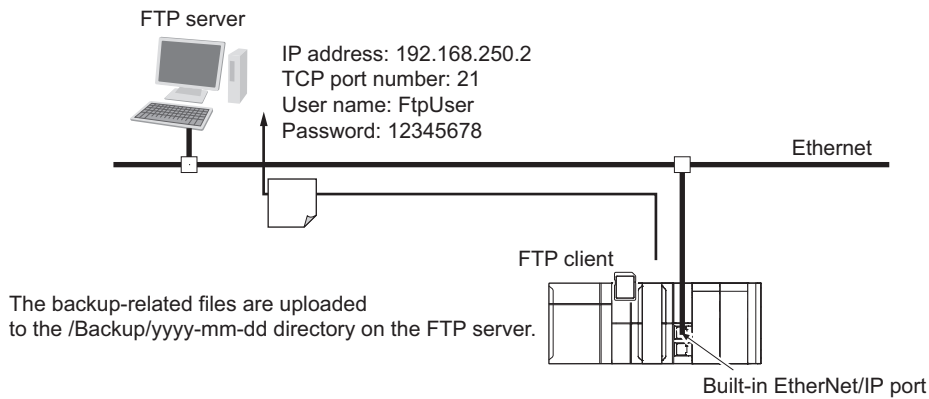 FTP server
IP address: 192.168.250.2
TCP port number: 21
User name: FtpUser
Password: 12345678
Ethernet
FTP client
The backup-related files are uploaded
to the /Backup/yyyy-mm-dd directory on the FTP server.
Built-in EtherNet/IP port